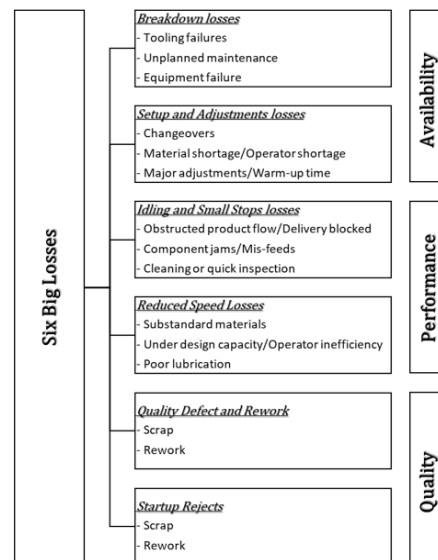 Six Big Losses
Breakdown losses
- Tooling failures
- Unplanned maintenance
- Equipment failure
Setup and Adjustments losses
- Changeovers
- Material shortage/Operator shortage
- Major adjustments/Warm-up time
Availability
Idling and Small Stops losses
- Obstructed product flow/Delivery blocked
- Component jams/Mis-feeds
- Cleaning or quick inspection
Reduced Speed Losses
- Substandard materials
- Under design capacity/Operator inefficiency
- Poor lubrication
Performance
Quality Defect and Rework
- Scrap
- Rework
Startup Rejects
- Scrap
- Rework
Quality